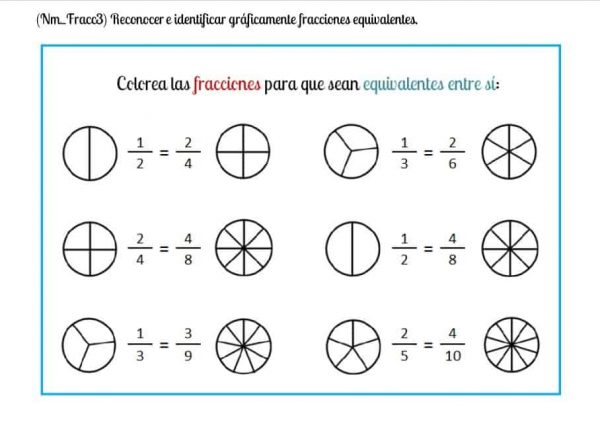 (Nm_Fracc3) Reconocer e identificar gráficamente fracciones equivalentes.
Colorea las fracciones para que sean equivalentes entre sí:
1/2 = 2/4 1/3 = 2/6
2/4 = 4/8 1/2 = 4/8
1/3 = 3/9 2/5 = 4/10